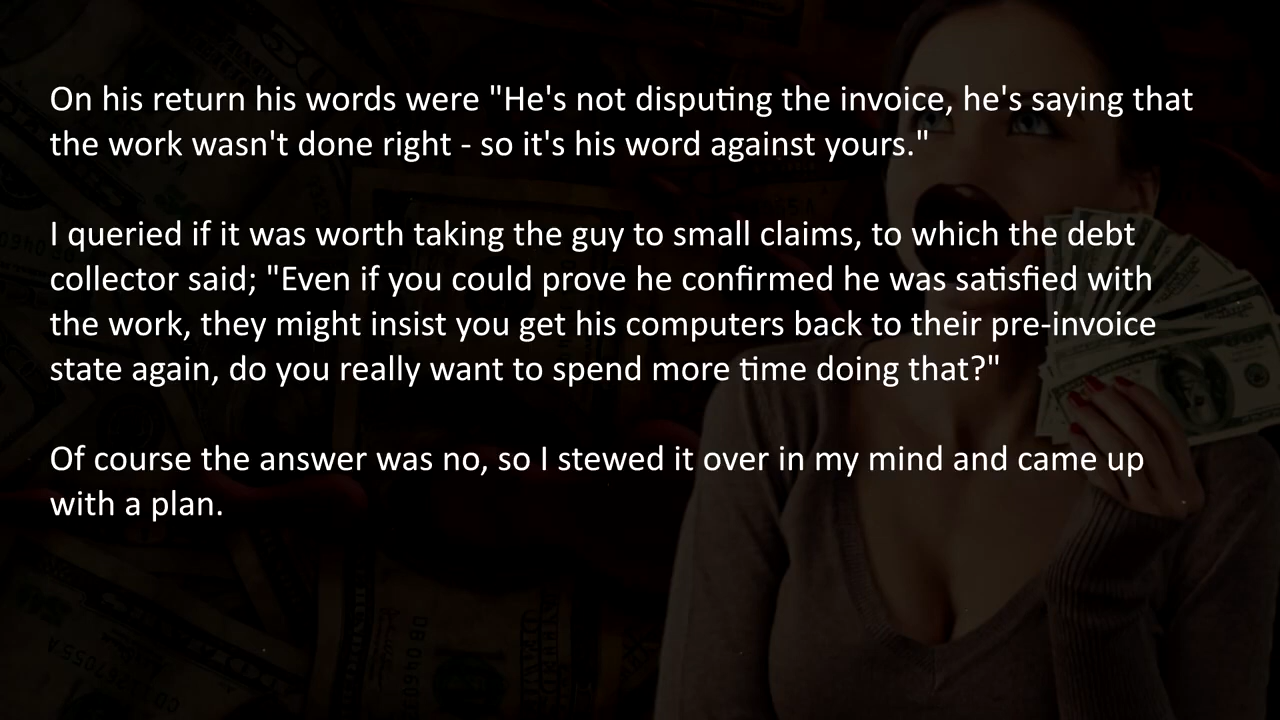 On his return his words were "He's not disputing the invoice, he's saying that
the work wasn't done right - so it's his word against yours."
I queried if it was worth taking the guy to small claims, to which the debt
collector said; "Even if you could prove he confirmed he was satisfied with
the work, they might insist you get his computers back to their pre-invoice
state again, do you really want to spend more time doing that?"
Of course the answer was no, so I stewed it over in my mind and came up
with a plan.